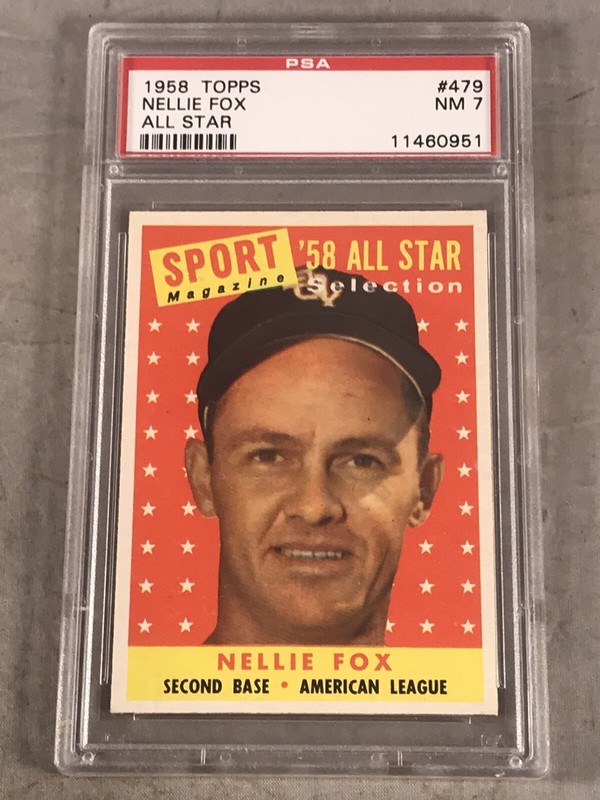 PSA
1958 TOPPS #479
NELLIE FOX NM 7
ALL STAR
11460951
SPORT '58 ALL STAR
Magazine Selection
NELLIE FOX
SECOND BASE • AMERICAN LEAGUE